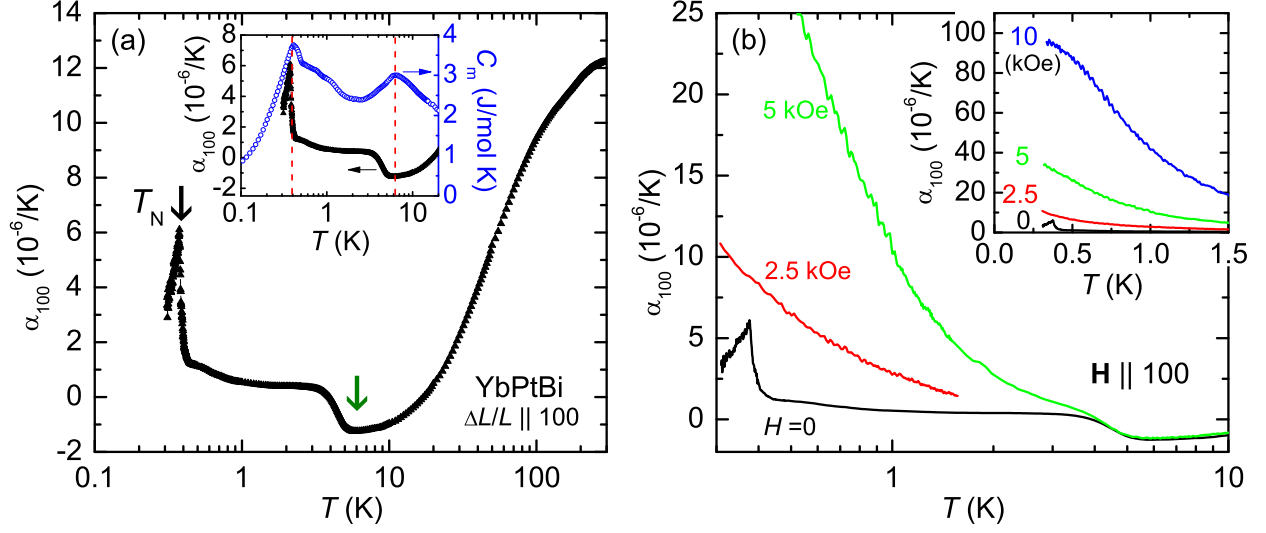 (a)
14
12
10
8
6
4
2
0
-2
α100 (10-6/K)
0.1
1
10
100
T (K)
TN
YbPtBi
ΔL/L || 100
8
6
4
2
0
-2
α100 (10-6/K)
4
3
2
1
0
Cm (J/mol K)
0.1
1
10
T (K)
(b)
25
20
15
10
5
0
α100 (10-6/K)
1
10
T (K)
5 kOe
2.5 kOe
H =0
H || 100
100
80
60
40
20
0
α100 (10-6/K)
10
(kOe)
5
2.5
0
0.0
0.5
1.0
1.5
T (K)